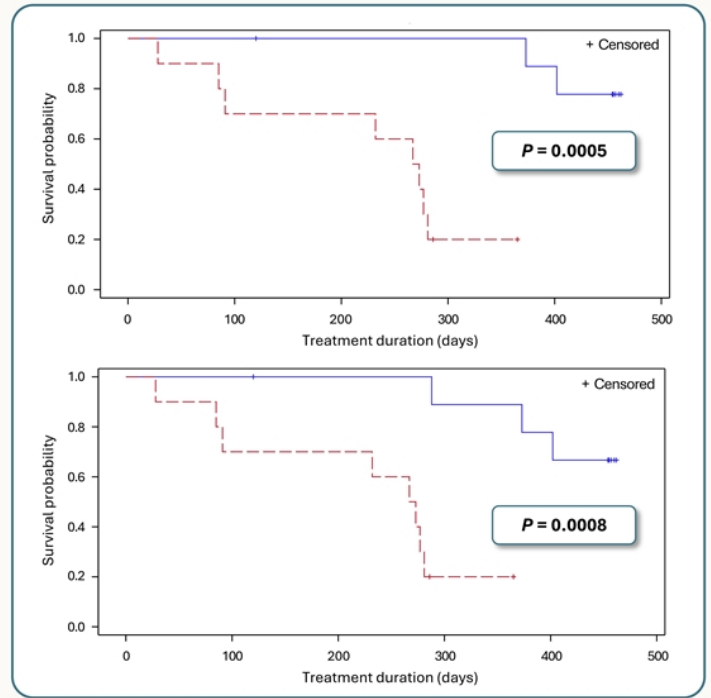 + Censored
1.0
0.8
0.6
0.4
0.2
0.0
Survival probability
P = 0.0005
0 100 200 300 400 500
Treatment duration (days)
+ Censored
1.0
0.8
0.6
0.4
0.2
0.0
Survival probability
P = 0.0008
0 100 200 300 400 500
Treatment duration (days)